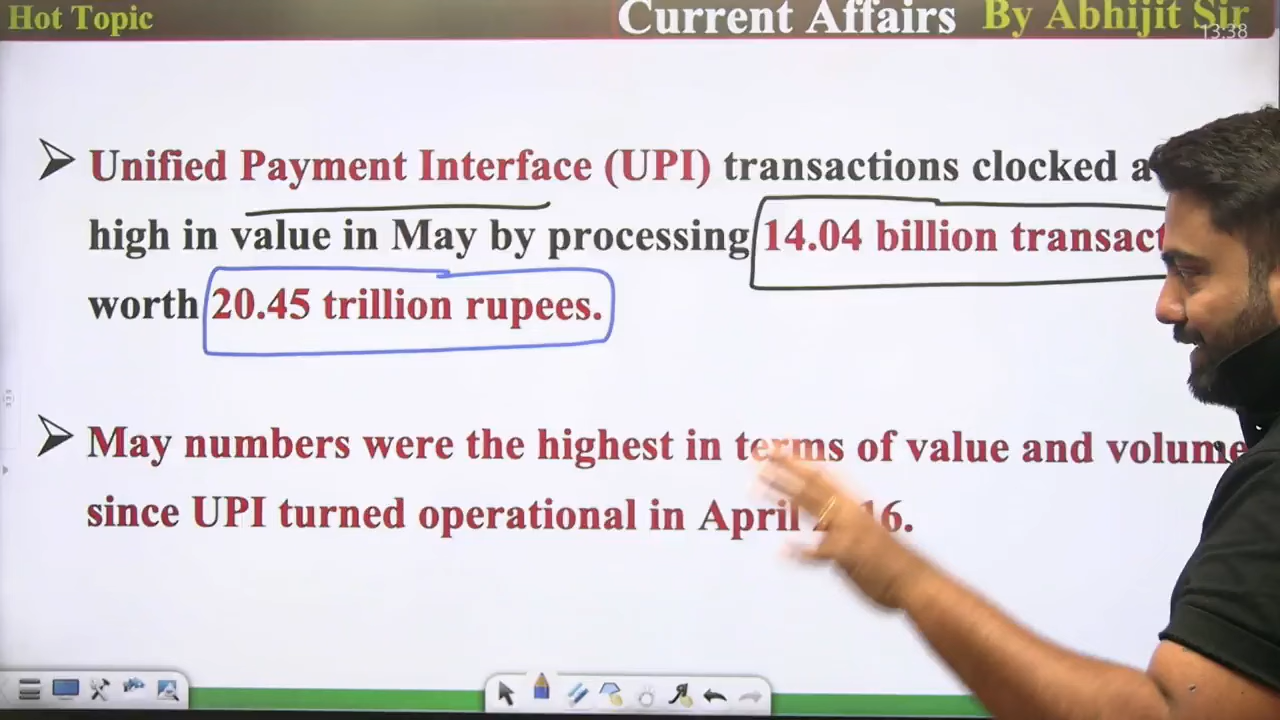 Hot Topic
Current Affairs By Abhijit Sir
13:38
Unified Payment Interface (UPI) transactions clocked
high in value in May by processing 14.04 billion
worth 20.45 trillion rupees.
May numbers were the highest in terms of value and volume
since UPI turned operational in April